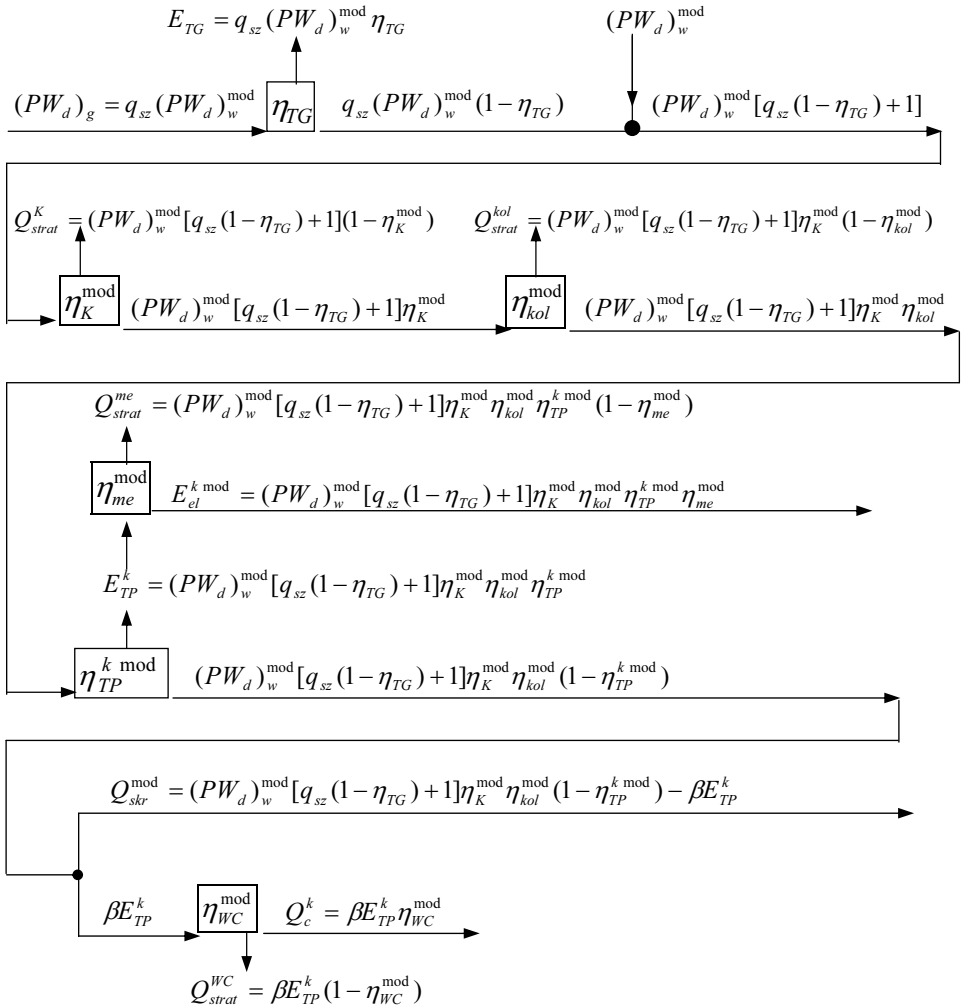 E_{TG} = q_{sz}(PW_d)_w^{mod} η_{TG}
(PW_d)_w^{mod}
(PW_d)_g = q_{sz}(PW_d)_w^{mod}
η_{TG}
q_{sz}(PW_d)_w^{mod}(1−η_{TG})
(PW_d)_w^{mod}[q_{sz}(1−η_{TG})+1]
Q_{strat}^{K} = (PW_d)_w^{mod}[q_{sz}(1−η_{TG})+1](1−η_K^{mod})
Q_{strat}^{kol} = (PW_d)_w^{mod}[q_{sz}(1−η_{TG})+1]η_K^{mod}(1−η_{kol}^{mod})
η_K^{mod}
(PW_d)_w^{mod}[q_{sz}(1−η_{TG})+1]η_K^{mod}
η_{kol}^{mod}
(PW_d)_w^{mod}[q_{sz}(1−η_{TG})+1]η_K^{mod} η_{kol}^{mod}
Q_{strat}^{me} = (PW_d)_w^{mod}[q_{sz}(1−η_{TG})+1]η_K^{mod} η_{kol}^{mod} η_{TP}^{k mod}(1−η_{me}^{mod})
η_{me}^{mod}
E_{el}^{k mod} = (PW_d)_w^{mod}[q_{sz}(1−η_{TG})+1]η_K^{mod} η_{kol}^{mod} η_{TP}^{k mod} η_{me}^{mod}
E_{TP}^{k} = (PW_d)_w^{mod}[q_{sz}(1−η_{TG})+1]η_K^{mod} η_{kol}^{mod} η_{TP}^{k mod}
η_{TP}^{k mod}
(PW_d)_w^{mod}[q_{sz}(1−η_{TG})+1]η_K^{mod} η_{kol}^{mod}(1−η_{TP}^{k mod})
Q_{skr}^{mod} = (PW_d)_w^{mod}[q_{sz}(1−η_{TG})+1]η_K^{mod} η_{kol}^{mod}(1−η_{TP}^{k mod})−βE_{TP}^{k}
βE_{TP}^{k}
η_{WC}^{mod}
Q_c^{k} = βE_{TP}^{k} η_{WC}^{mod}
Q_{strat}^{WC} = βE_{TP}^{k}(1−η_{WC}^{mod})